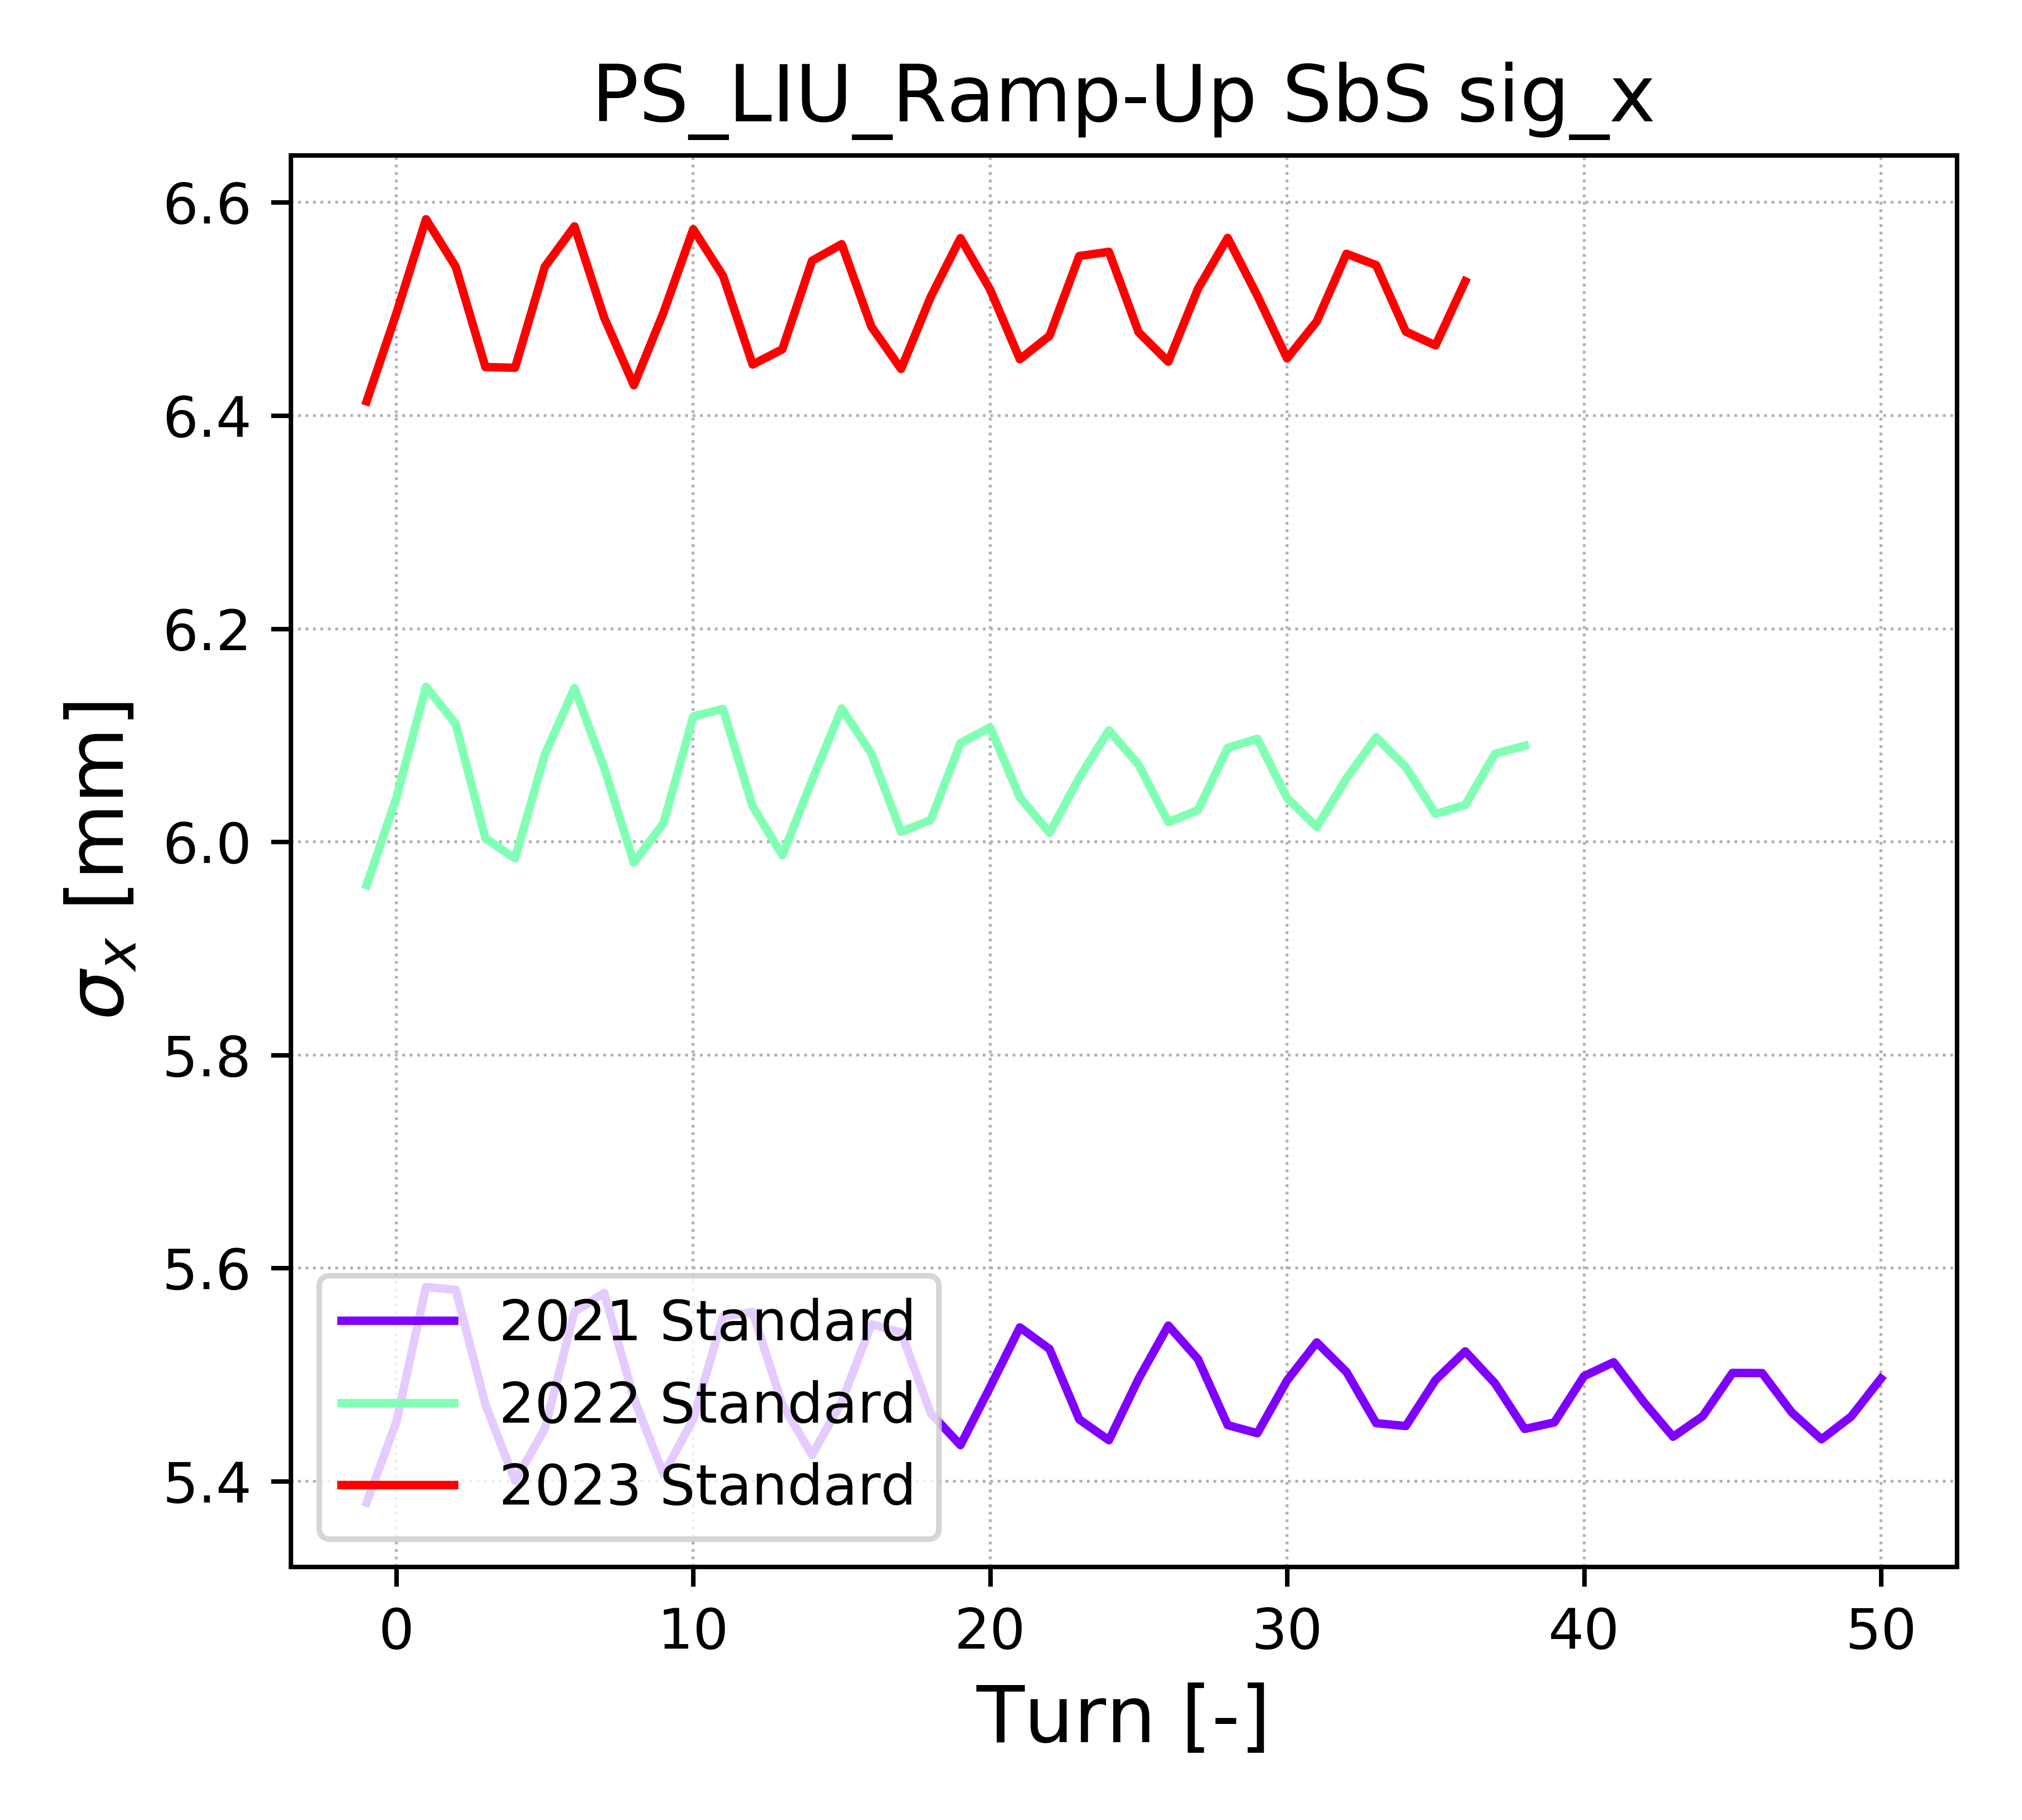 PS_LIU_Ramp-Up SbS sig_x
6.6
6.4
6.2
6.0
5.8
5.6
5.4
σx [mm]
2021 Standard
2022 Standard
2023 Standard
0 10 20 30 40 50
Turn [-]